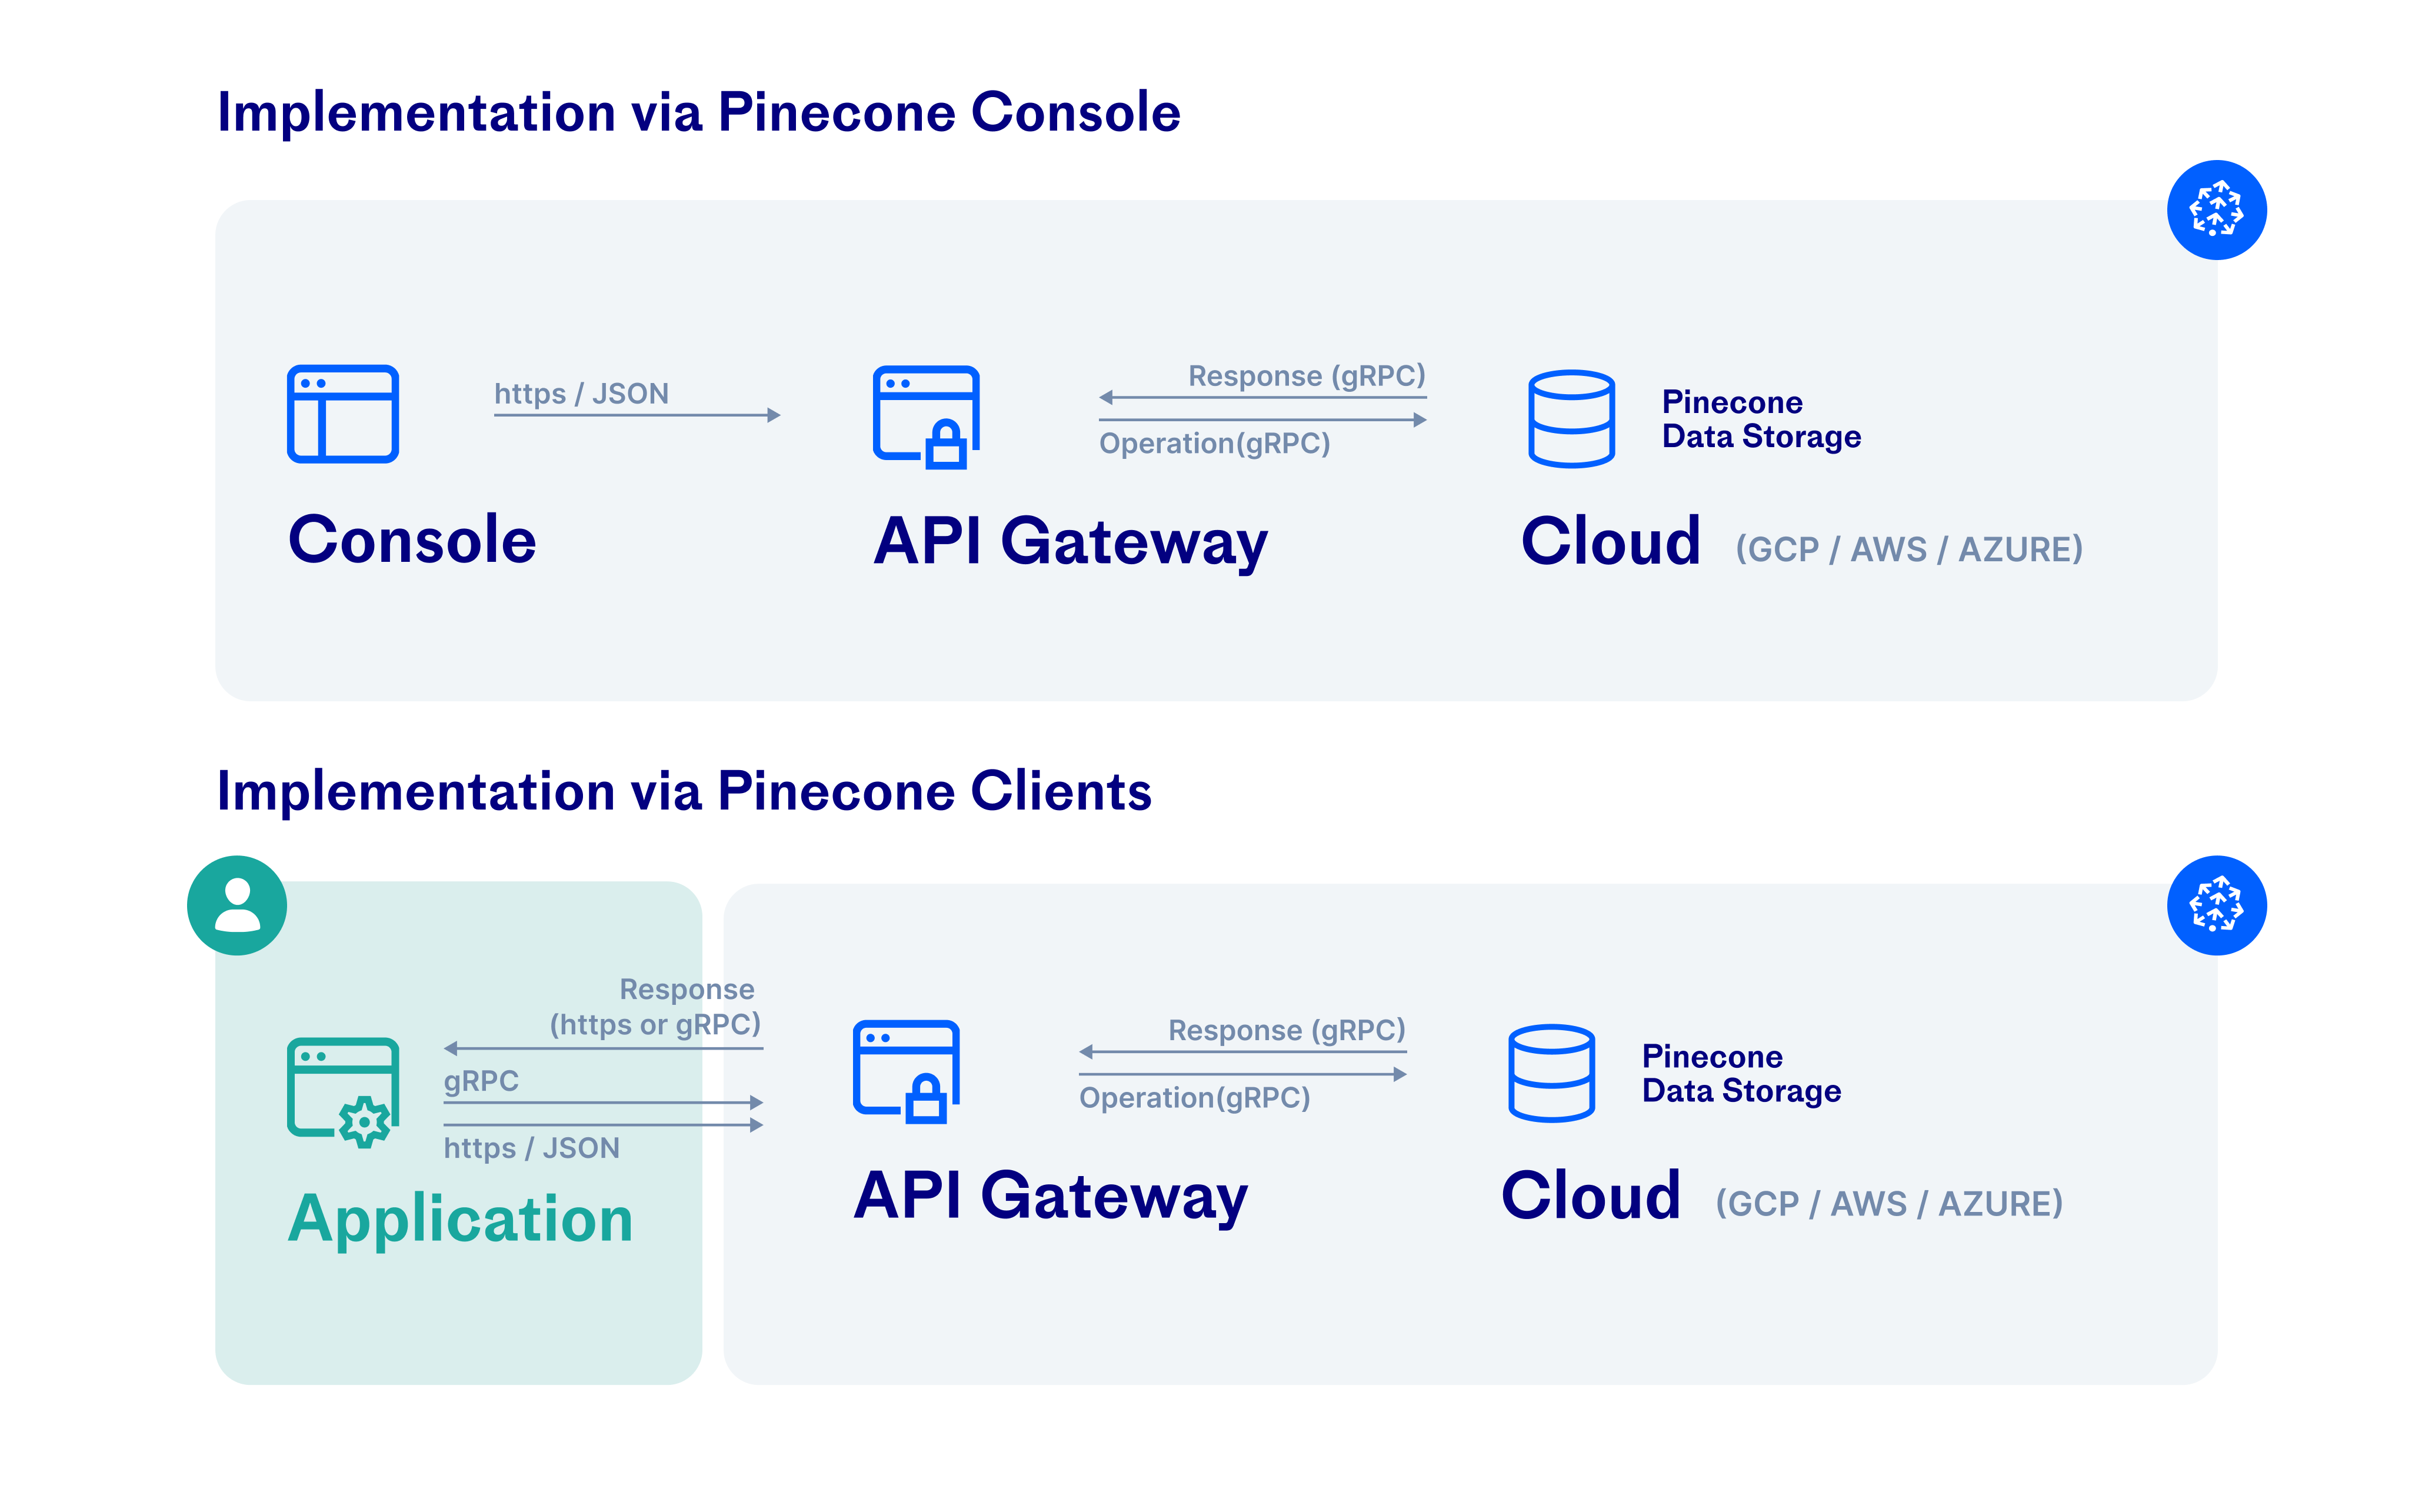 Implementation via Pinecone Console
https / JSON
Response (gRPC)
Operation(gRPC)
Pinecone
Data Storage
Console
API Gateway
Cloud (GCP / AWS / AZURE)
Implementation via Pinecone Clients
Response
(https or gRPC)
gRPC
https / JSON
Response (gRPC)
Operation(gRPC)
Pinecone
Data Storage
Application
API Gateway
Cloud (GCP / AWS / AZURE)